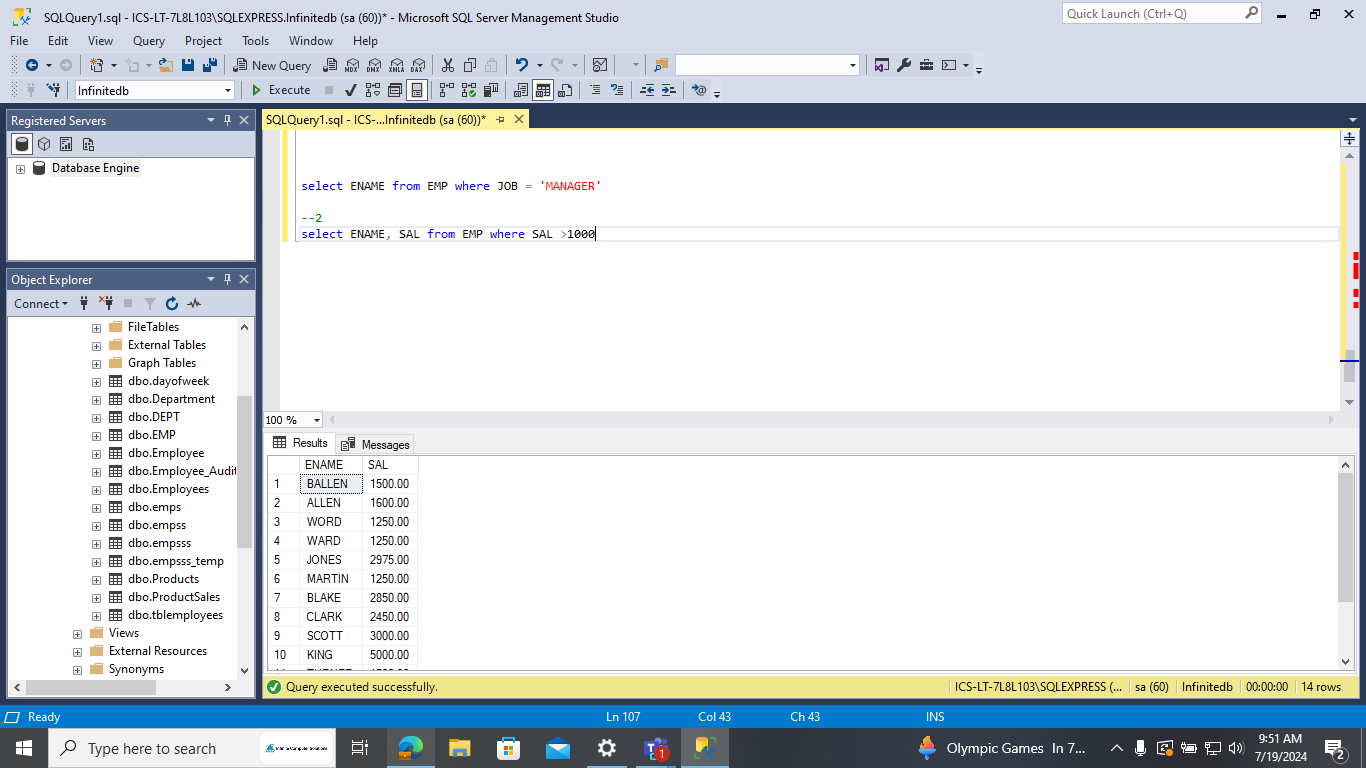 SQLQuery1.sql - ICS-LT-7L8L103\SQLEXPRESS.Infinitedb (sa (60))* - Microsoft SQL Server Management Studio
Quick Launch (Ctrl+Q)
File Edit View Query Project Tools Window Help
New Query
MDX DMX XMLA DAX
Infinitedb
Execute
Registered Servers
Database Engine
Object Explorer
Connect
FileTables
External Tables
Graph Tables
dbo.dayofweek
dbo.Department
dbo.DEPT
dbo.EMP
dbo.Employee
dbo.Employee_Audit
dbo.Employees
dbo.emps
dbo.empss
dbo.empsss
dbo.empsss_temp
dbo.Products
dbo.ProductSales
dbo.tblemployees
Views
External Resources
Synonyms
SQLQuery1.sql - ICS-...Infinitedb (sa (60))*
select ENAME from EMP where JOB = 'MANAGER'
--2
select ENAME, SAL from EMP where SAL >1000
100 %
Results Messages
ENAME SAL
1 BALLEN 1500.00
2 ALLEN 1600.00
3 WORD 1250.00
4 WARD 1250.00
5 JONES 2975.00
6 MARTIN 1250.00
7 BLAKE 2850.00
8 CLARK 2450.00
9 SCOTT 3000.00
10 KING 5000.00
Query executed successfully.
ICS-LT-7L8L103\SQLEXPRESS (... sa (60) Infinitedb 00:00:00 14 rows
Ready Ln 107 Col 43 Ch 43 INS
Type here to search
Infinite Computer Solutions
1
Olympic Games In 7...
9:51 AM
7/19/2024
2